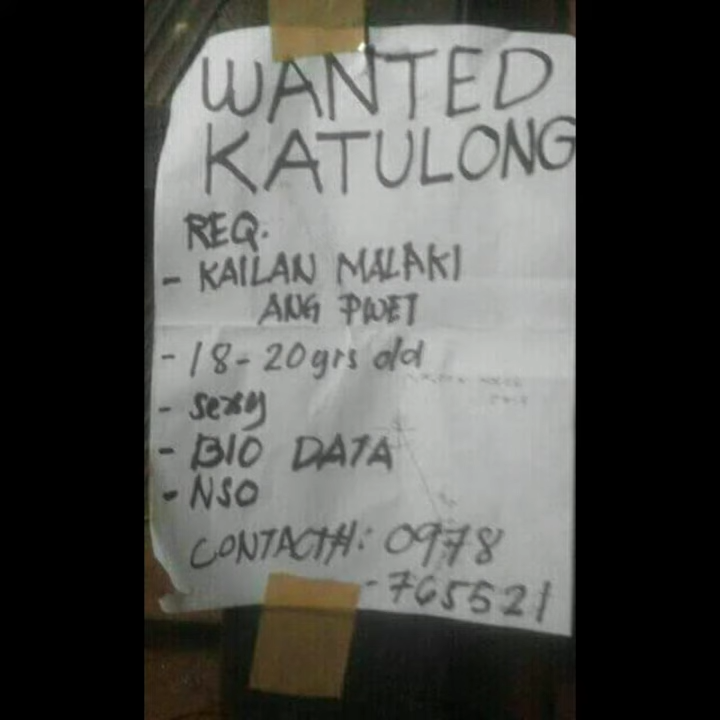 WANTED
KATULONG
REQ.
- KAILAN MALAKI
ANG PWET
- 18-20yrs old
- sexy
- BIO DATA
- NSO
CONTACT#: 0978
-765521